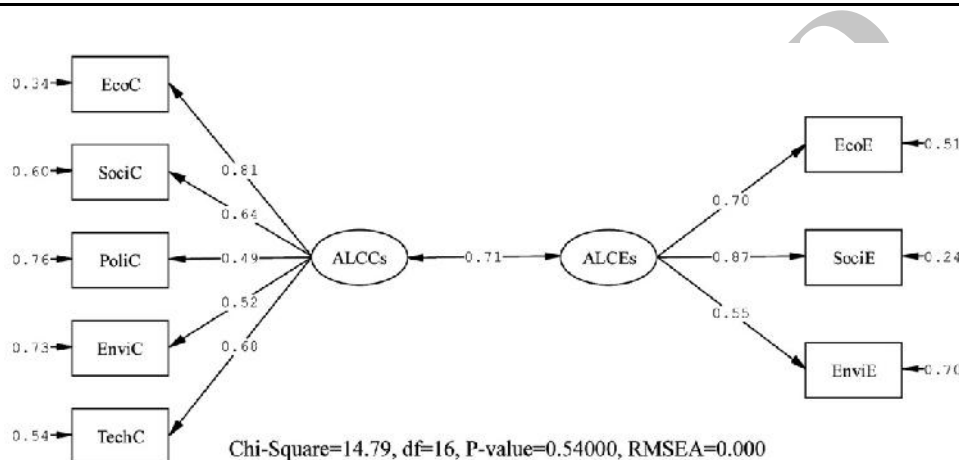 0.34 EcoC
0.81
EcoE 0.51
0.60 SociC
0.70
0.64
0.76 PoliC 0.49 ALCCs 0.71 ALCEs 0.87 SociE 0.24
0.52
0.55
0.73 EnviC
0.68
EnviE 0.70
0.54 TechC
Chi-Square=14.79, df=16, P-value=0.54000, RMSEA=0.000